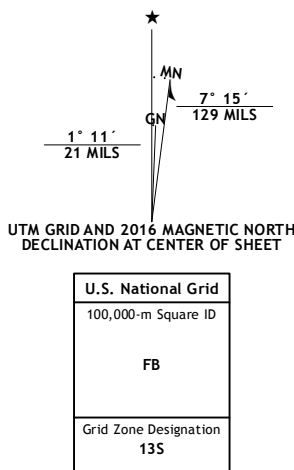 ★
MN
GN
7° 15´
129 MILS
1° 11´
21 MILS
UTM GRID AND 2016 MAGNETIC NORTH
DECLINATION AT CENTER OF SHEET
U.S. National Grid
100,000-m Square ID
FB
Grid Zone Designation
13S